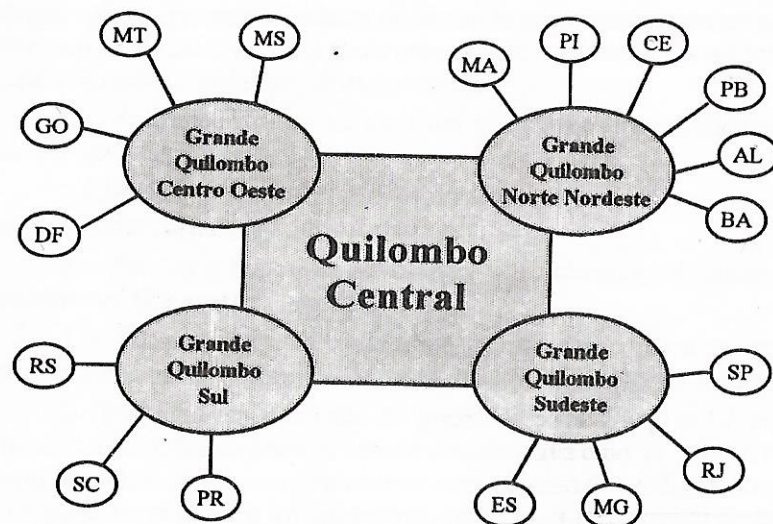 MT
MS
GO
DF
Grande
Quilombo
Centro Oeste
MA
PI
CE
PB
AL
BA
Grande
Quilombo
Norte Nordeste
Quilombo
Central
RS
SC
PR
Grande
Quilombo
Sul
Grande
Quilombo
Sudeste
SP
RJ
MG
ES